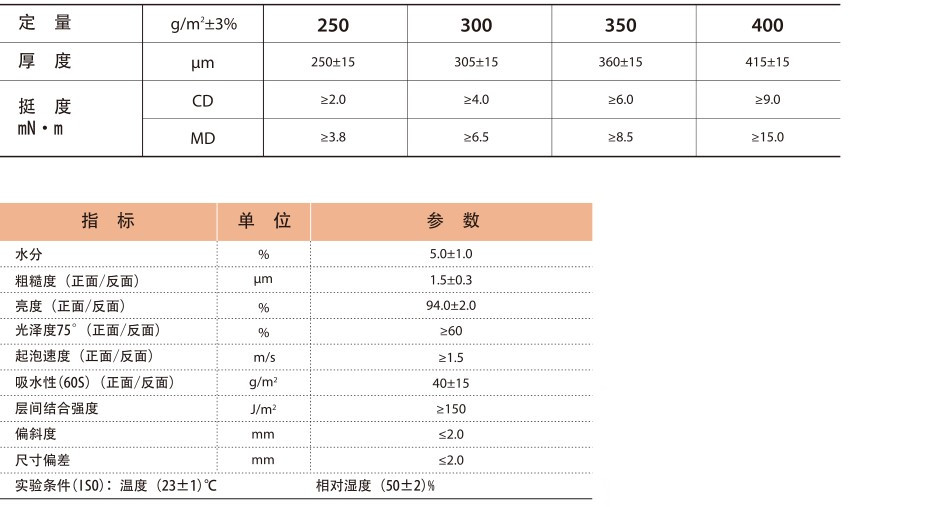 定 量 g/m²±3% 250 300 350 400
厚 度 μm 250±15 305±15 360±15 415±15
挺 度 mN·m CD ≥2.0 ≥4.0 ≥6.0 ≥9.0
MD ≥3.8 ≥6.5 ≥8.5 ≥15.0
指 标 单 位 参 数
水分 % 5.0±1.0
粗糙度（正面/反面） μm 1.5±0.3
亮度（正面/反面） % 94.0±2.0
光泽度75°（正面/反面） % ≥60
起泡速度（正面/反面） m/s ≥1.5
吸水性(60S)（正面/反面） g/m² 40±15
层间结合强度 J/m² ≥150
偏斜度 mm ≤2.0
尺寸偏差 mm ≤2.0
实验条件(ISO)：温度（23±1)℃ 相对湿度（50±2)%